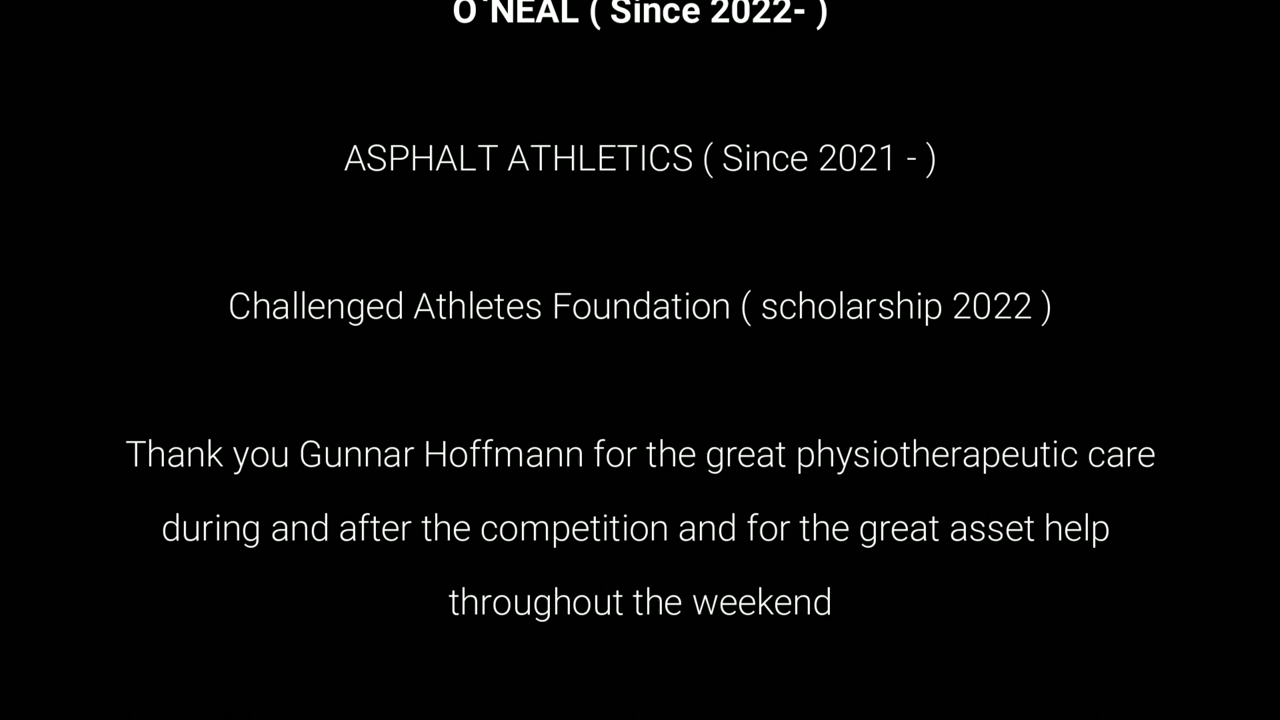 O´NEAL ( Since 2022- )
ASPHALT ATHLETICS ( Since 2021 - )
Challenged Athletes Foundation ( scholarship 2022 )
Thank you Gunnar Hoffmann for the great physiotherapeutic care
during and after the competition and for the great asset help
throughout the weekend